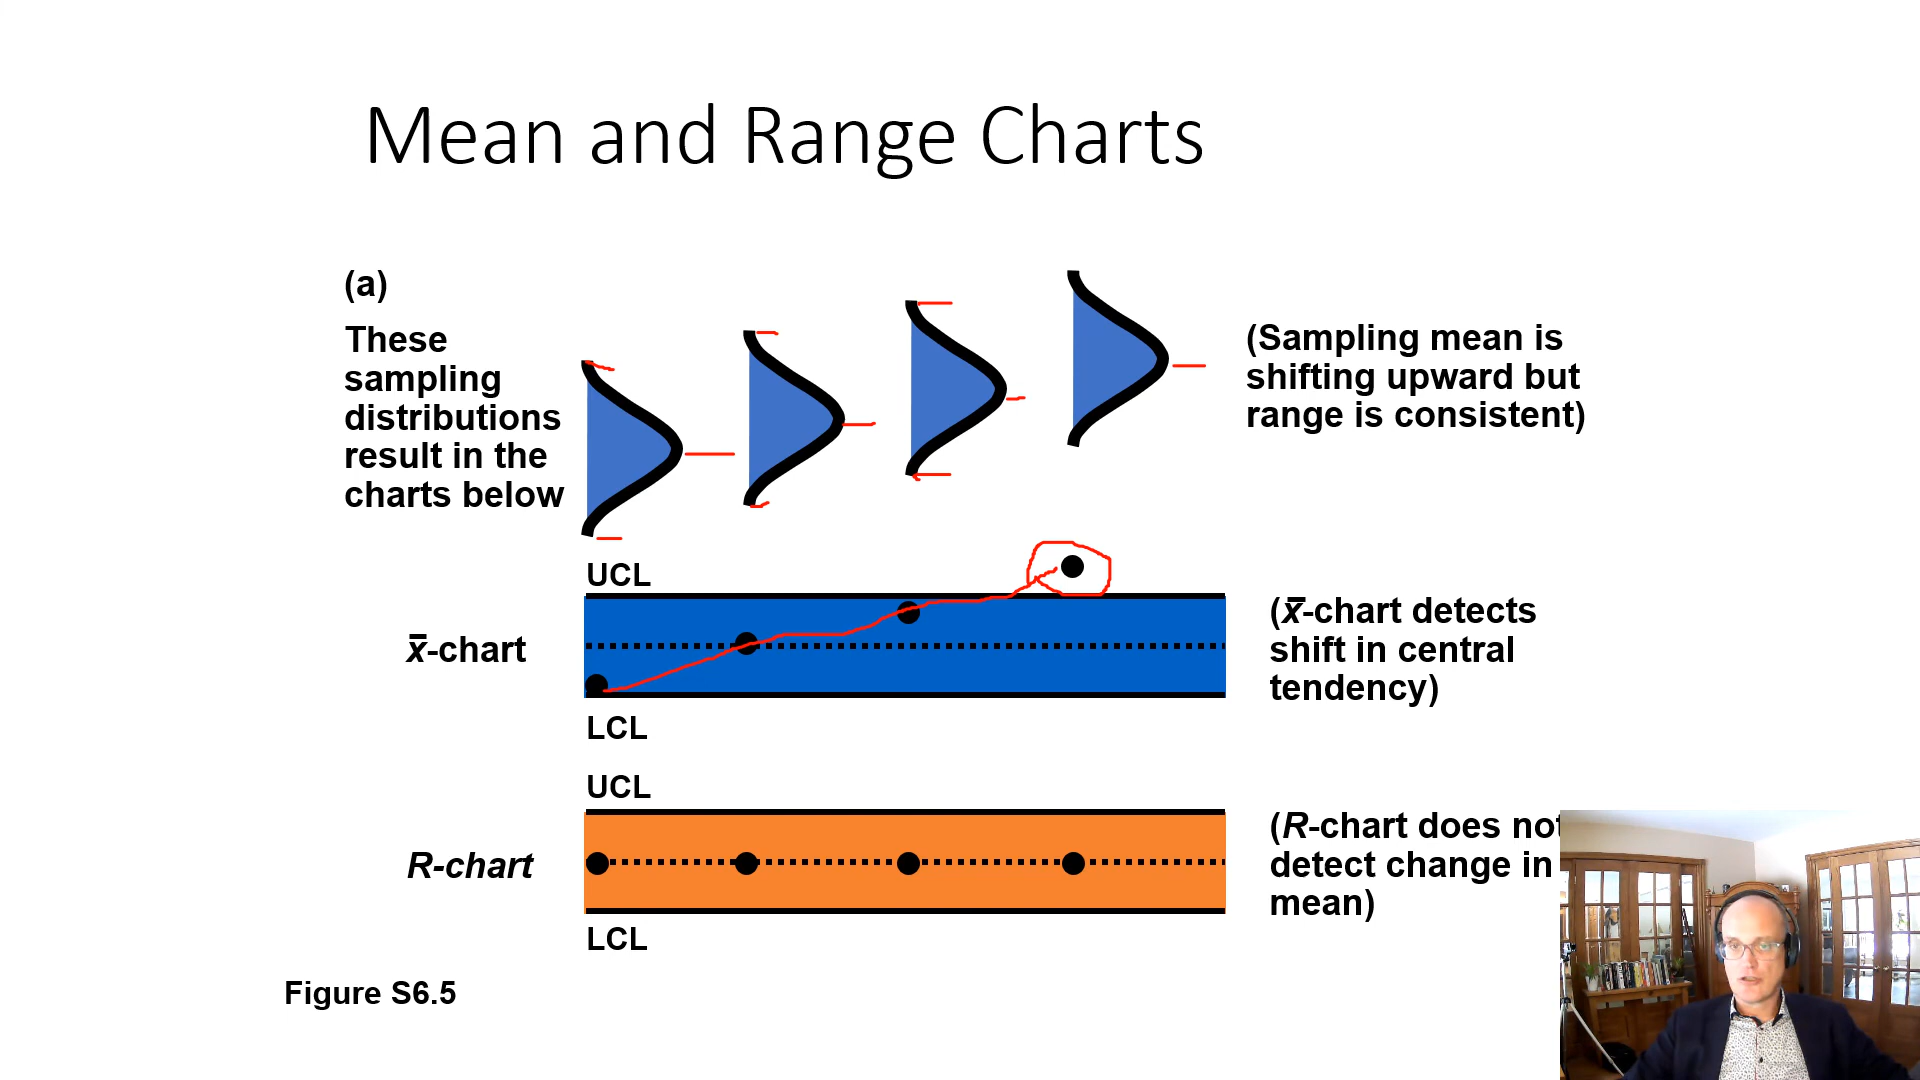 Mean and Range Charts
(a)
These
sampling
distributions
result in the
charts below
(Sampling mean is
shifting upward but
range is consistent)
UCL
x̄-chart
LCL
(x̄-chart detects
shift in central
tendency)
UCL
R-chart
LCL
(R-chart does not
detect change in
mean)
Figure S6.5